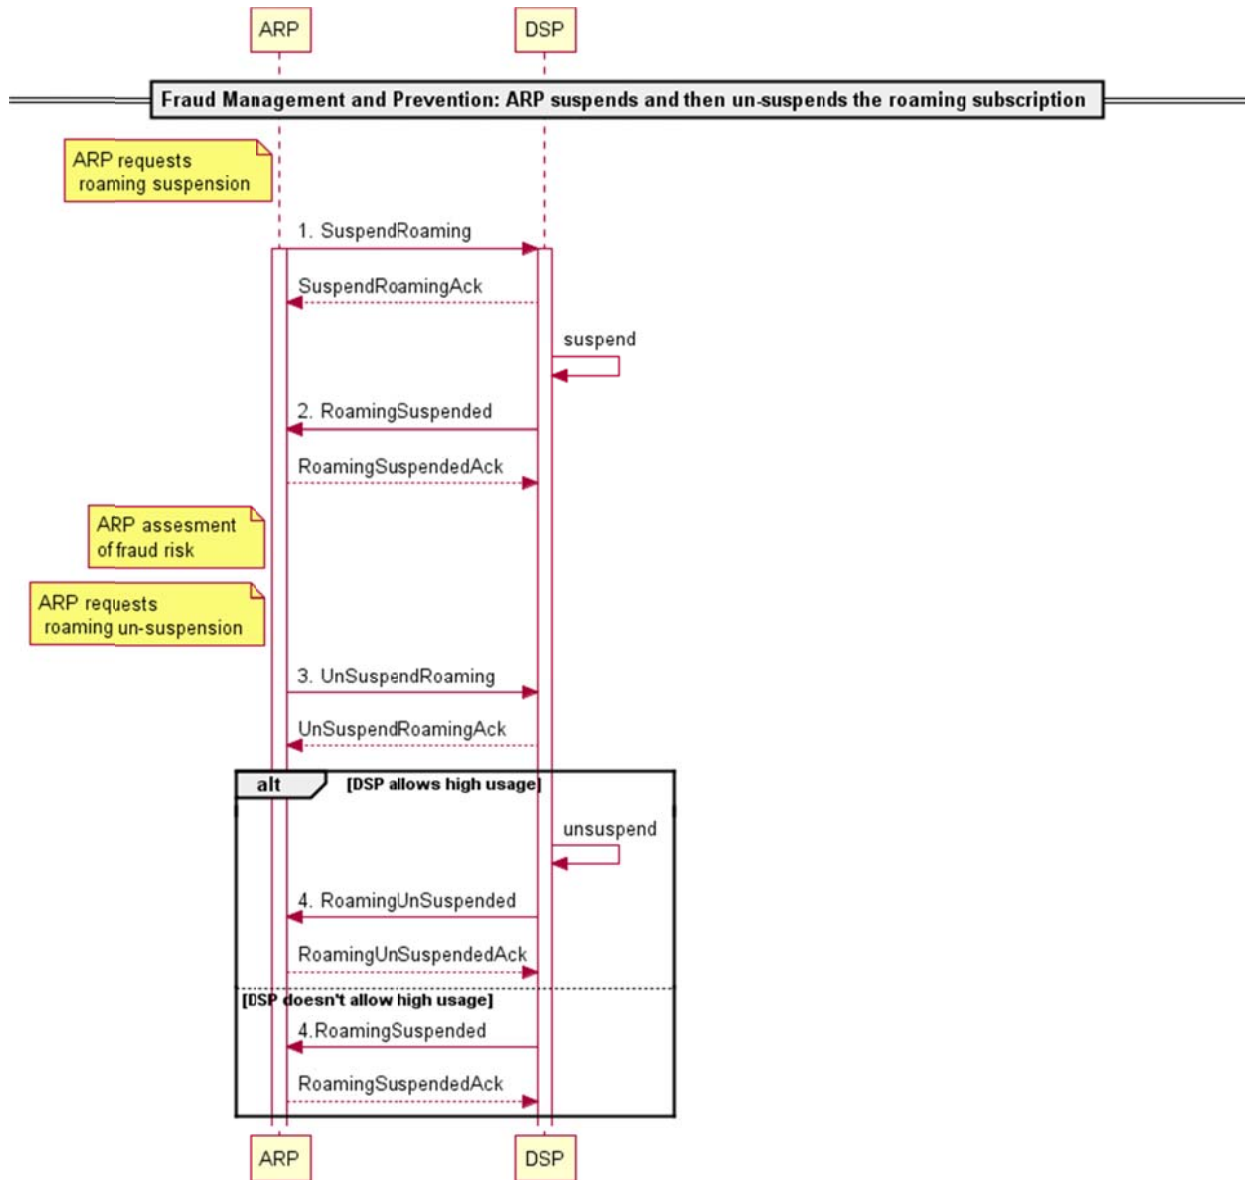 ARP
DSP
Fraud Management and Prevention: ARP suspends and then un-suspends the roaming subscription
ARP requests
roaming suspension
1. SuspendRoaming
SuspendRoamingAck
suspend
2. RoamingSuspended
RoamingSuspendedAck
ARP assesment
of fraud risk
ARP requests
roaming un-suspension
3. UnSuspendRoaming
UnSuspendRoamingAck
alt
[DSP allows high usage]
unsuspend
4. RoamingUnSuspended
RoamingUnSuspendedAck
[DSP doesn't allow high usage]
4.RoamingSuspended
RoamingSuspendedAck
ARP
DSP